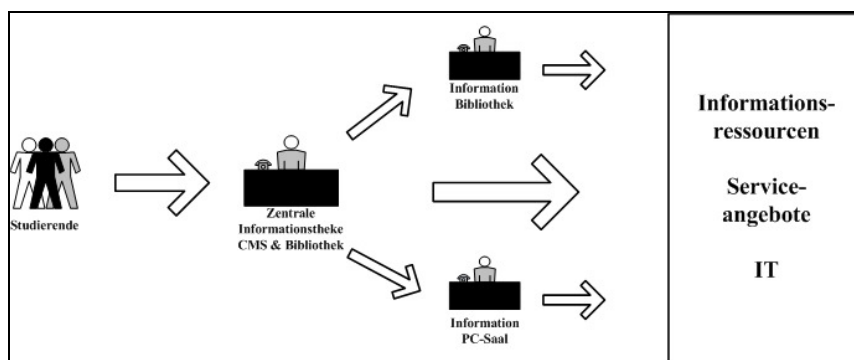 Studierende
Zentrale
Informationstheke
CMS & Bibliothek
Information
Bibliothek
Information
PC-Saal
Informations-
ressourcen
Service-
angebote
IT